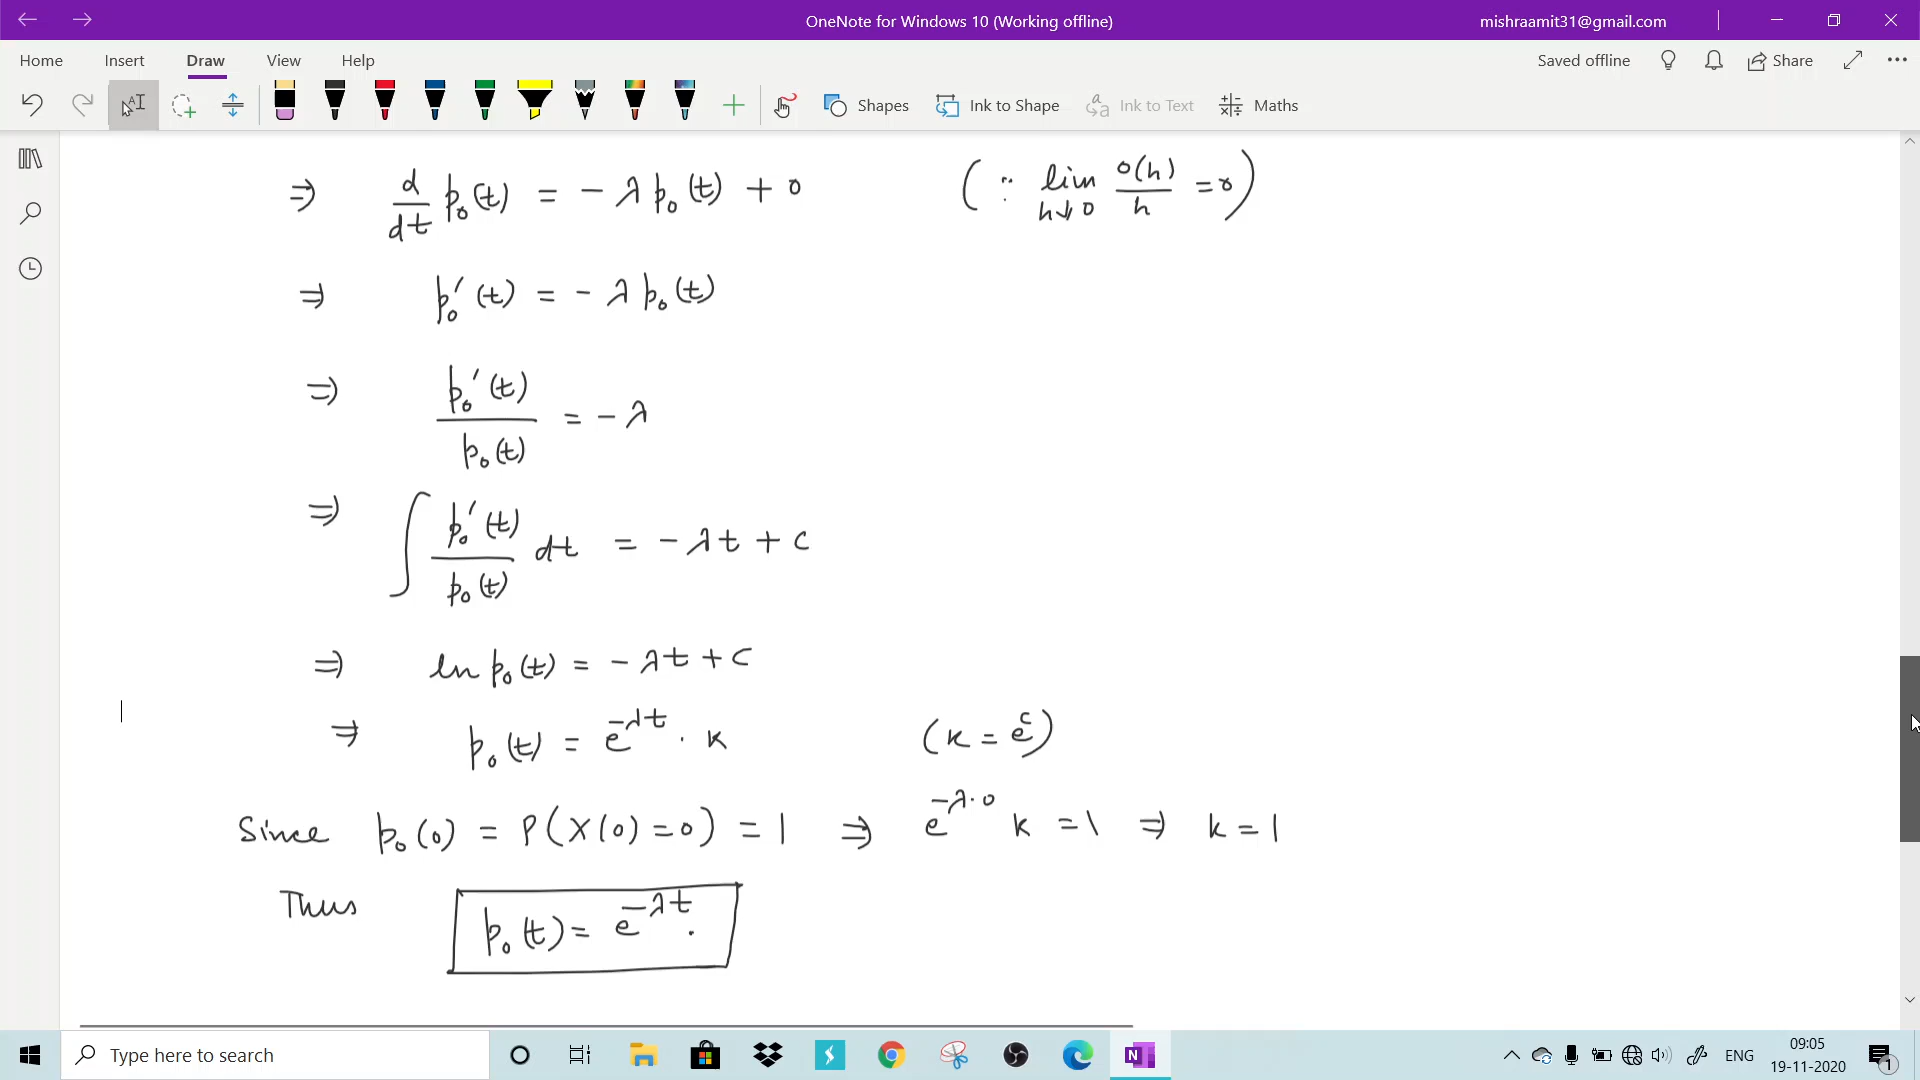 OneNote for Windows 10 (Working offline)
mishraamit31@gmail.com
Home Insert Draw View Help
Saved offline Share
Shapes Ink to Shape Ink to Text Maths
⇒ d/dt p₀(t) = - λ p₀(t) + 0 (∵ lim h↓0 o(h)/h = 0)
⇒ p₀'(t) = - λ p₀(t)
⇒ p₀'(t)/p₀(t) = - λ
⇒ ∫ p₀'(t)/p₀(t) dt = - λt + c
⇒ ln p₀(t) = - λt + c
⇒ p₀(t) = e^{-λt} · k (k = e^c)
Since p₀(0) = P(X(0)=0) = 1 ⇒ e^{-λ·0} k = 1 ⇒ k = 1
Thus p₀(t) = e^{-λt}.
Type here to search
ENG
09:05
19-11-2020
1